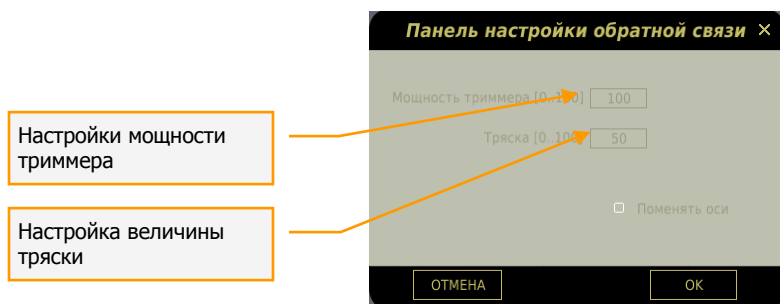 Панель настройки обратной связи ×
Мощность триммера [0..100] 100
Тряска [0..100] 50
Поменять оси
ОТМЕНА
ОК
Настройки мощности
триммера
Настройка величины
тряски